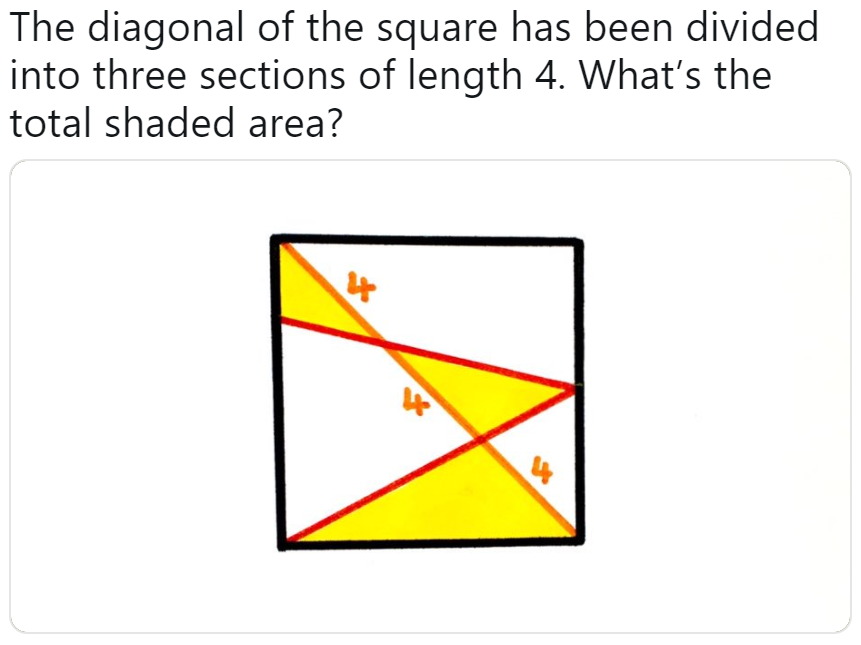 The diagonal of the square has been divided
into three sections of length 4. What’s the
total shaded area?
4
4
4